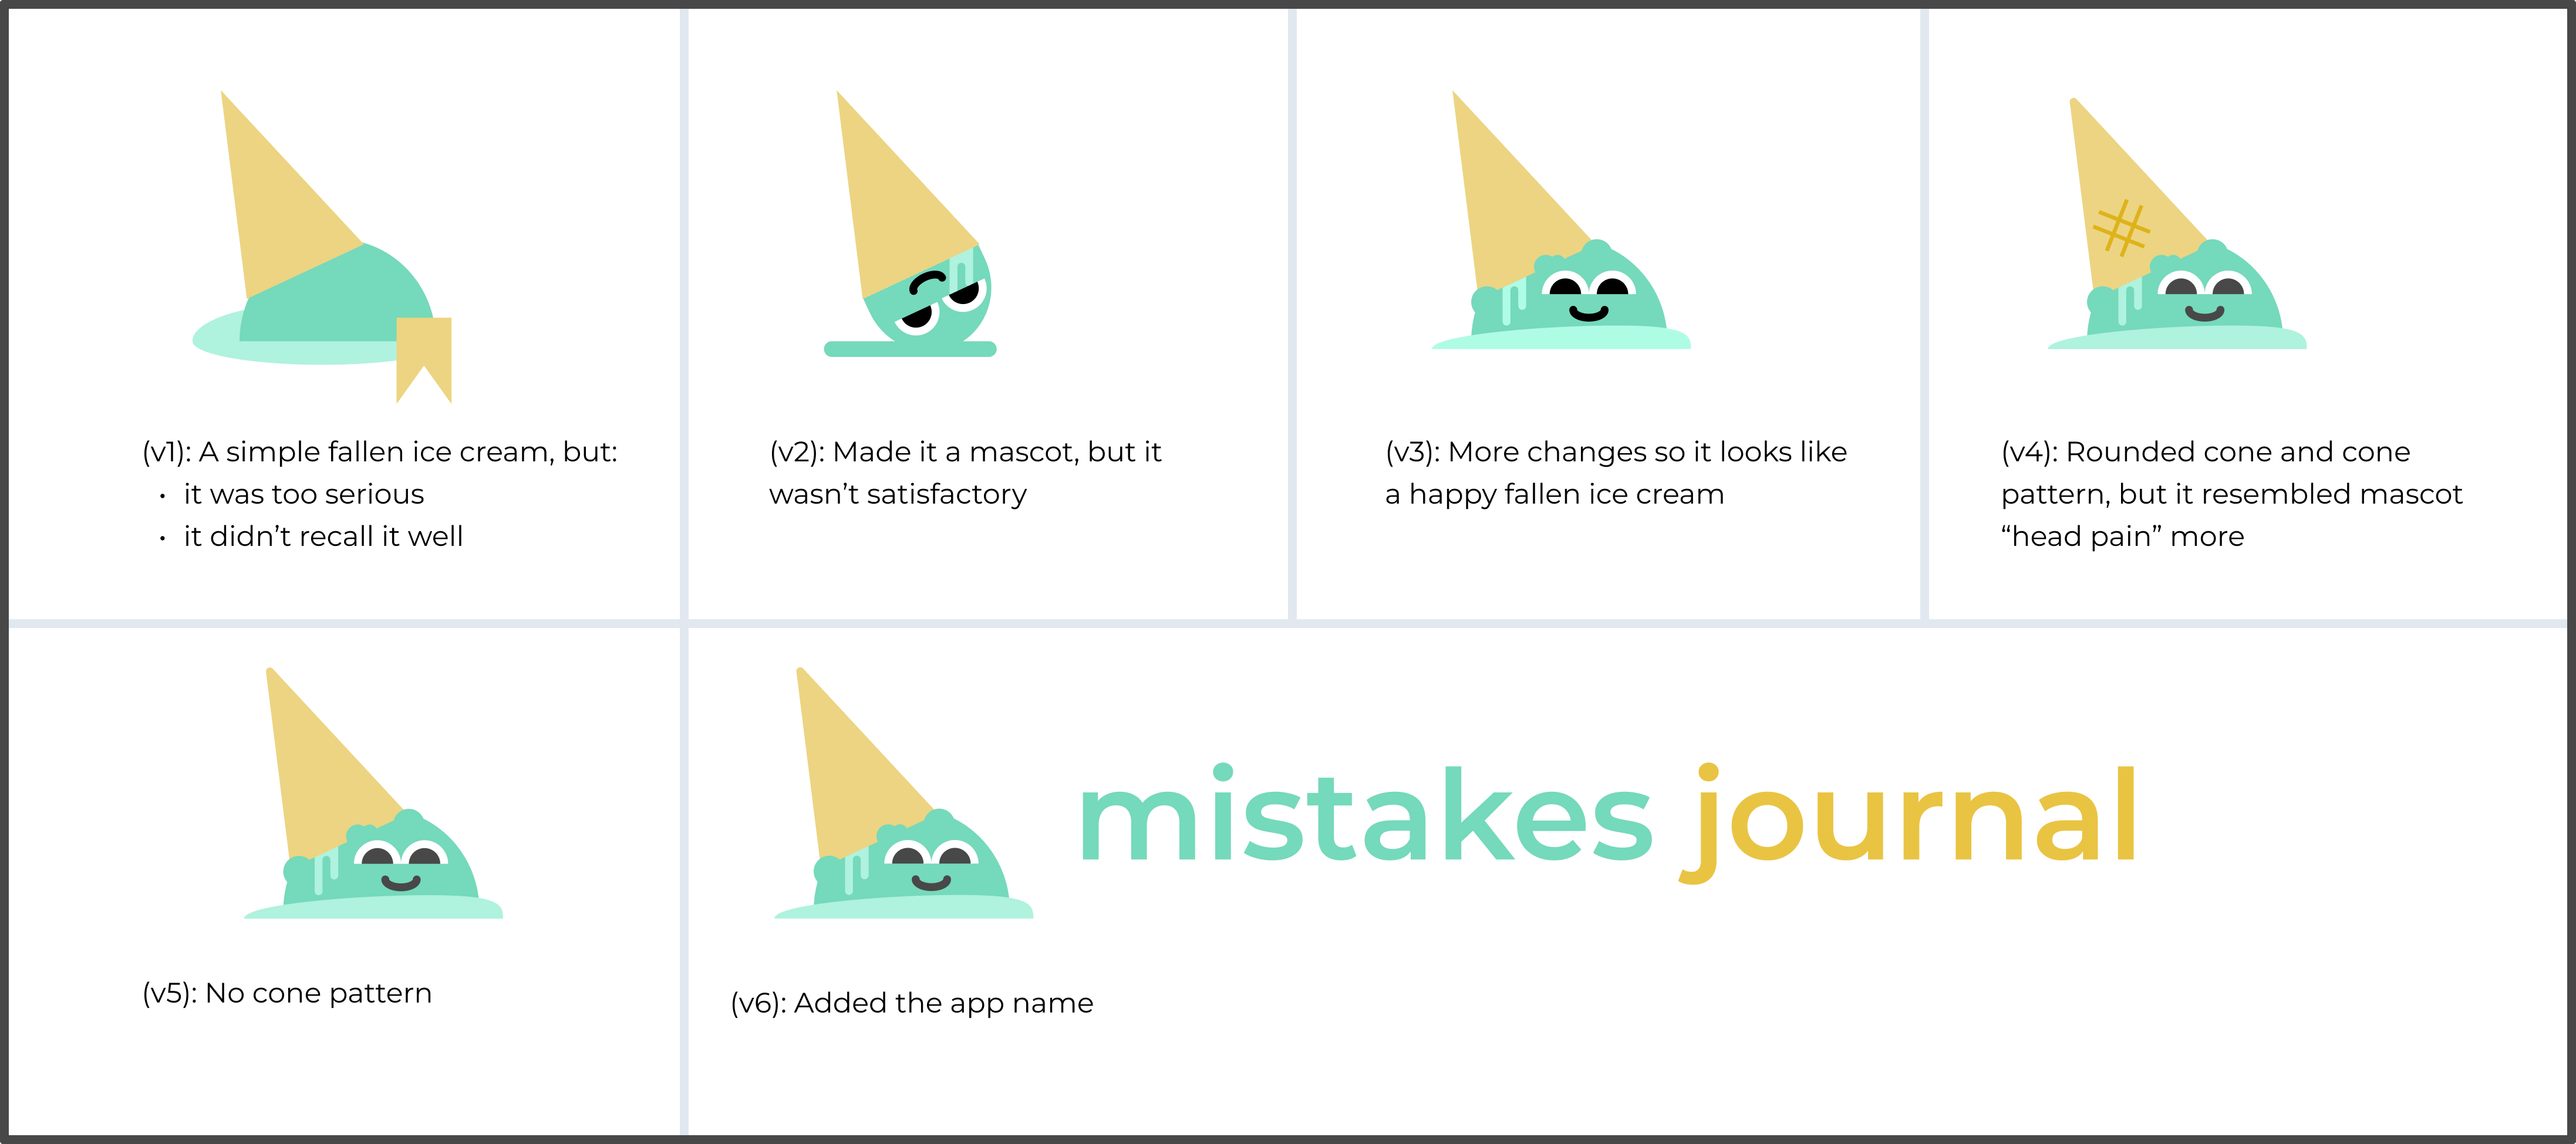 (v1): A simple fallen ice cream, but:
• it was too serious
• it didn’t recall it well
(v2): Made it a mascot, but it
wasn’t satisfactory
(v3): More changes so it looks like
a happy fallen ice cream
(v4): Rounded cone and cone
pattern, but it resembled mascot
“head pain” more
(v5): No cone pattern
mistakes journal
(v6): Added the app name